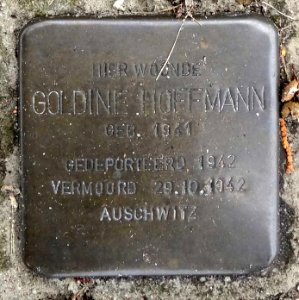 HIER WOONDE
GOLDINE HOFFMANN
GEB. 1941
GEDEPORTEERD 1942
VERMOORD 29.10.1942
AUSCHWITZ